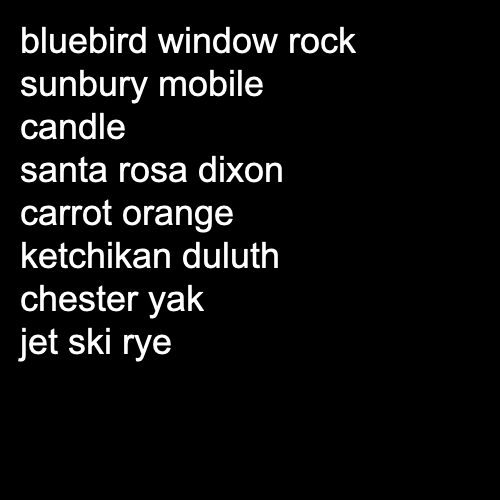 bluebird window rock
sunbury mobile
candle
santa rosa dixon
carrot orange
ketchikan duluth
chester yak
jet ski rye